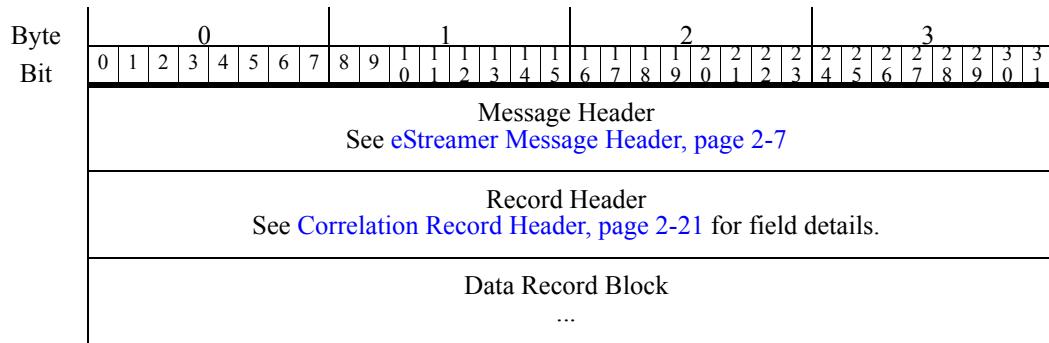 Byte 0 1 2 3
Bit 0 1 2 3 4 5 6 7 8 9 10 11 12 13 14 15 16 17 18 19 20 21 22 23 24 25 26 27 28 29 30 31
Message Header
See eStreamer Message Header, page 2-7
Record Header
See Correlation Record Header, page 2-21 for field details.
Data Record Block
...